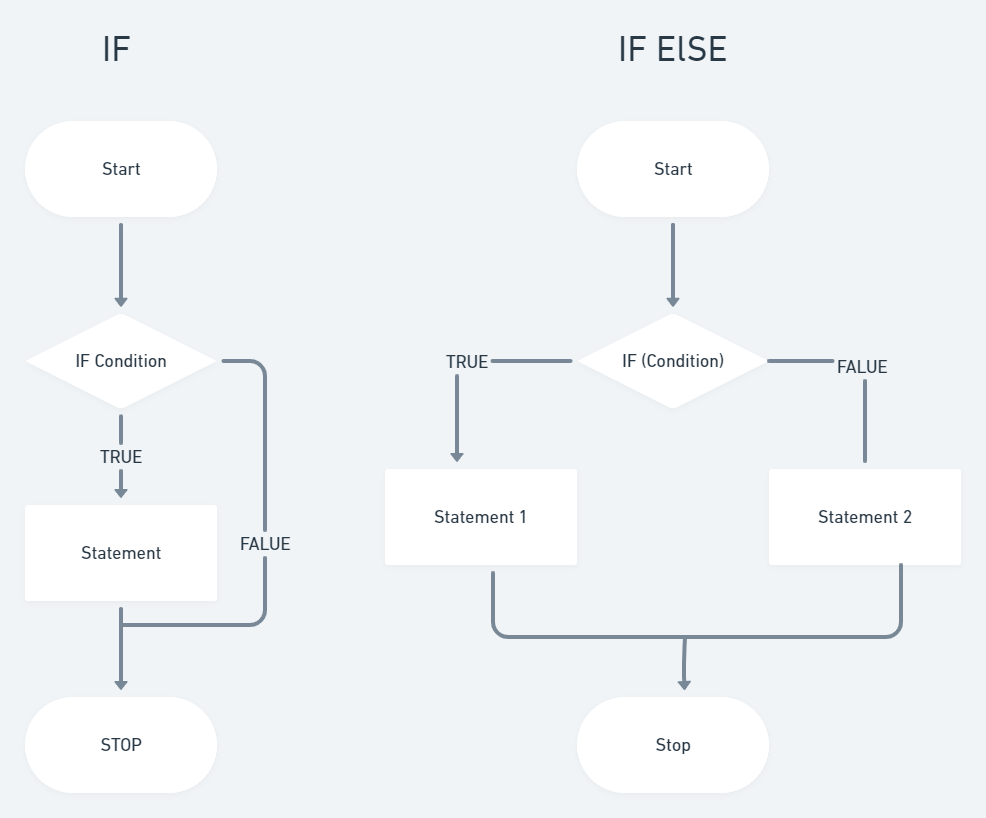 IF
Start
IF Condition
TRUE
Statement
FALUE
STOP
IF ElSE
Start
IF (Condition)
TRUE
FALUE
Statement 1
Statement 2
Stop